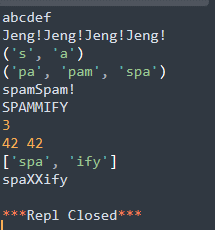 abcdef
Jeng!Jeng!Jeng!Jeng!
('s', 'a')
('pa', 'pam', 'spa')
spamSpam!
SPAMMIFY
3
42 42
['spa', 'ify']
spaXXify
***Repl Closed***